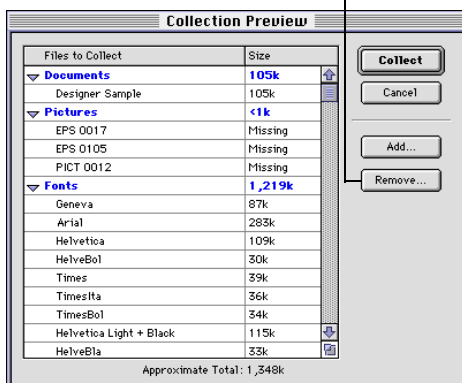 Collection Preview
Files to Collect Size
Documents 105k
Designer Sample 105k
Pictures <1k
EPS 0017 Missing
EPS 0105 Missing
PICT 0012 Missing
Fonts 1,219k
Geneva 87k
Arial 283k
Helvetica 109k
HelveBol 30k
Times 39k
TimesIta 36k
TimesBol 34k
Helvetica Light + Black 115k
HelveBla 33k
Approximate Total: 1,348k
Collect
Cancel
Add...
Remove...